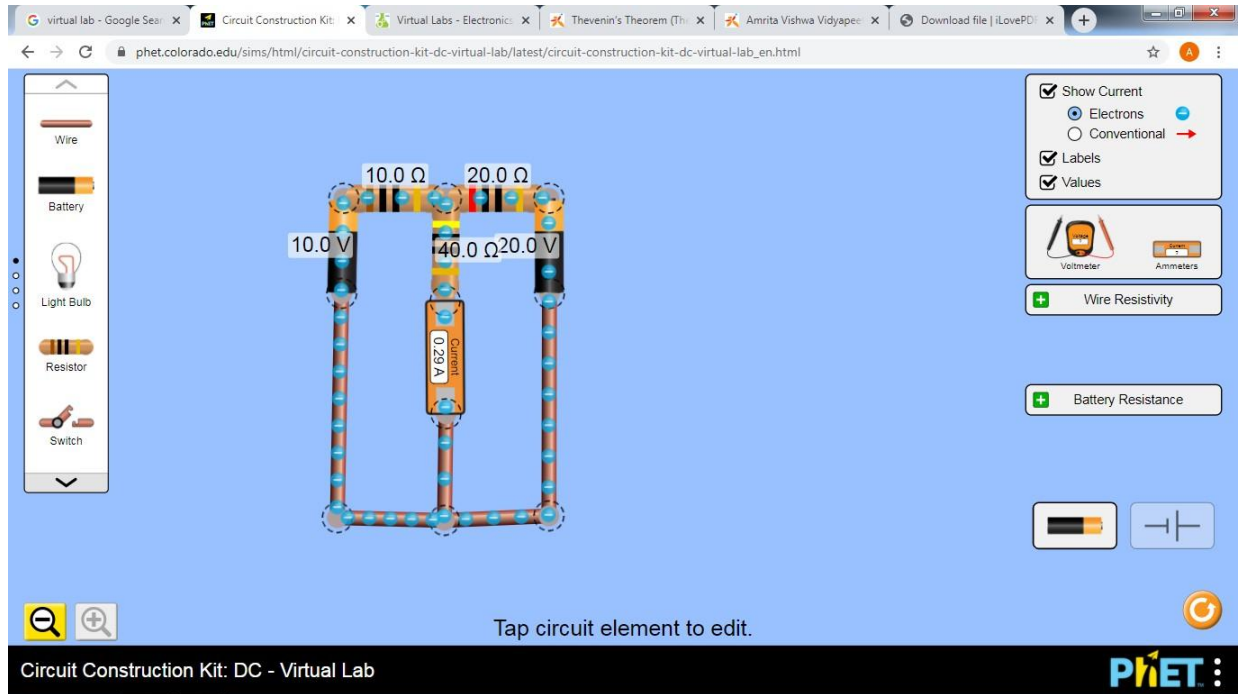 virtual lab - Google Sear
Circuit Construction Kit:
Virtual Labs - Electronic
Thevenin's Theorem (Th
Amrita Vishwa Vidyapee
Download file | iLovePD
phet.colorado.edu/sims/html/circuit-construction-kit-dc-virtual-lab/latest/circuit-construction-kit-dc-virtual-lab_en.html
A
Wire
Battery
Light Bulb
Resistor
Switch
10.0 Ω
20.0 Ω
10.0 V
40.0 Ω
20.0 V
Current
0.29 A
Show Current
Electrons
Conventional
Labels
Values
Voltmeter
Ammeters
Wire Resistivity
Battery Resistance
Tap circuit element to edit.
Circuit Construction Kit: DC - Virtual Lab
PhET